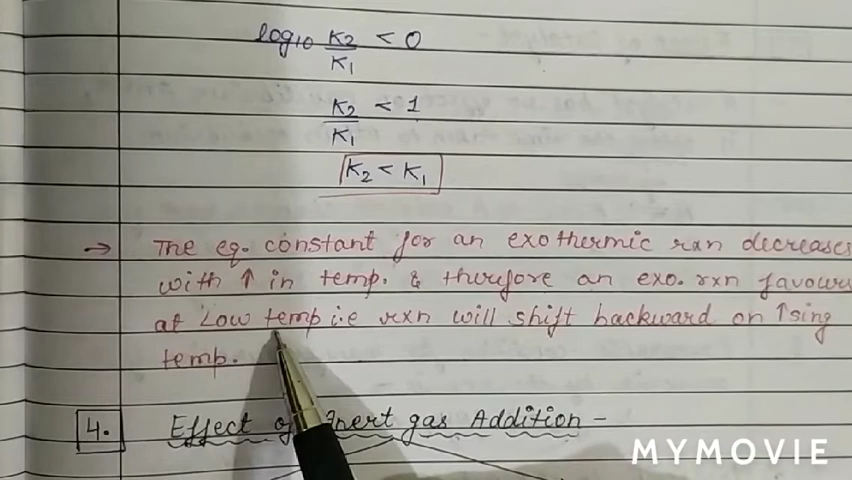 log10 K2/K1 < 0
K2/K1 < 1
K2 < K1
→ The eq. constant for an exothermic rxn decreases
with ↑ in temp. & therefore an exo. rxn favours
at Low temp i.e rxn will shift backward on ↑sing
temp.
4. Effect of Inert gas Addition -
MYMOVIE